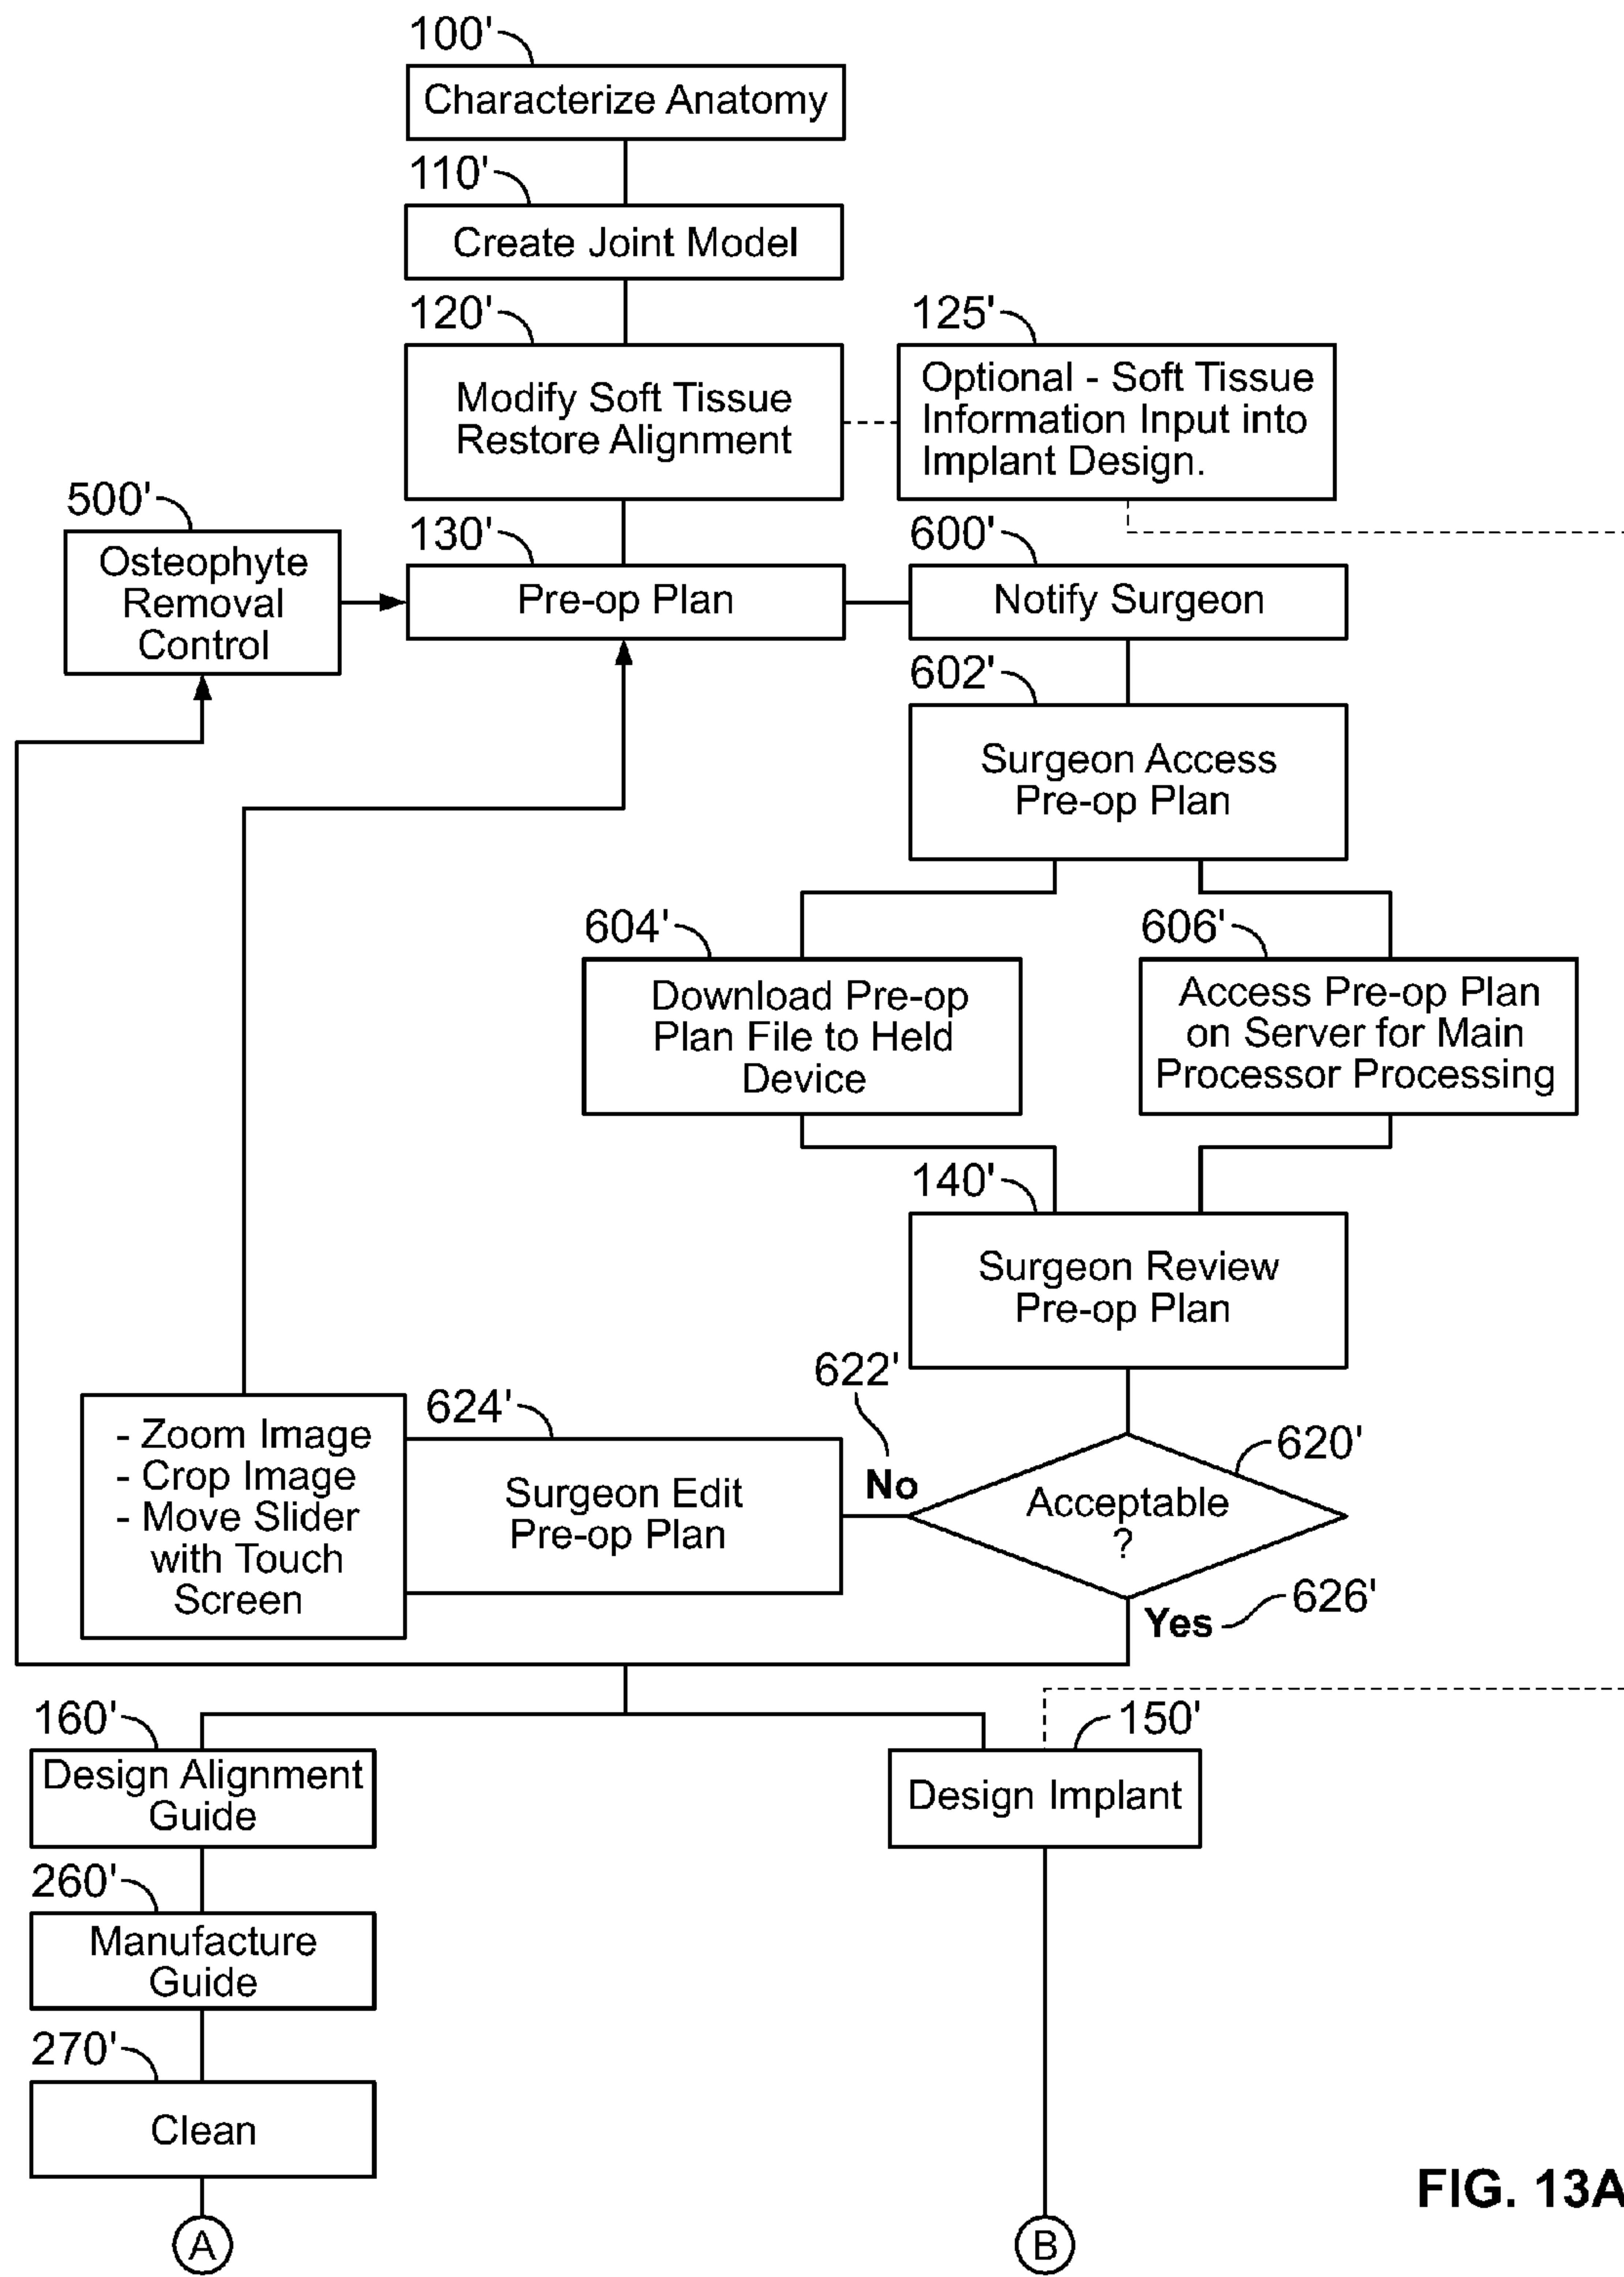 100'
Characterize Anatomy
110'
Create Joint Model
120'
Modify Soft Tissue
Restore Alignment
125'
Optional - Soft Tissue
Information Input into
Implant Design.
500'
Osteophyte
Removal
Control
130'
Pre-op Plan
600'
Notify Surgeon
602'
Surgeon Access
Pre-op Plan
604'
Download Pre-op
Plan File to Held
Device
606'
Access Pre-op Plan
on Server for Main
Processor Processing
140'
Surgeon Review
Pre-op Plan
620'
Acceptable
?
622'
No
624'
Surgeon Edit
Pre-op Plan
- Zoom Image
- Crop Image
- Move Slider
with Touch
Screen
Yes
626'
160'
Design Alignment
Guide
150'
Design Implant
260'
Manufacture
Guide
270'
Clean
A
B
FIG. 13A